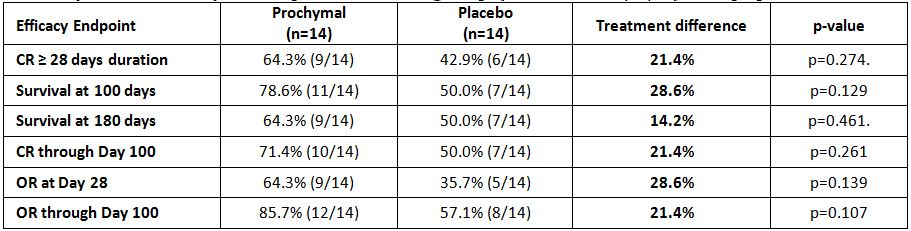 Efficacy Endpoint Prochymal (n=14) Placebo (n=14) Treatment difference p-value
CR ≥ 28 days duration 64.3% (9/14) 42.9% (6/14) 21.4% p=0.274.
Survival at 100 days 78.6% (11/14) 50.0% (7/14) 28.6% p=0.129
Survival at 180 days 64.3% (9/14) 50.0% (7/14) 14.2% p=0.461.
CR through Day 100 71.4% (10/14) 50.0% (7/14) 21.4% p=0.261
OR at Day 28 64.3% (9/14) 35.7% (5/14) 28.6% p=0.139
OR through Day 100 85.7% (12/14) 57.1% (8/14) 21.4% p=0.107